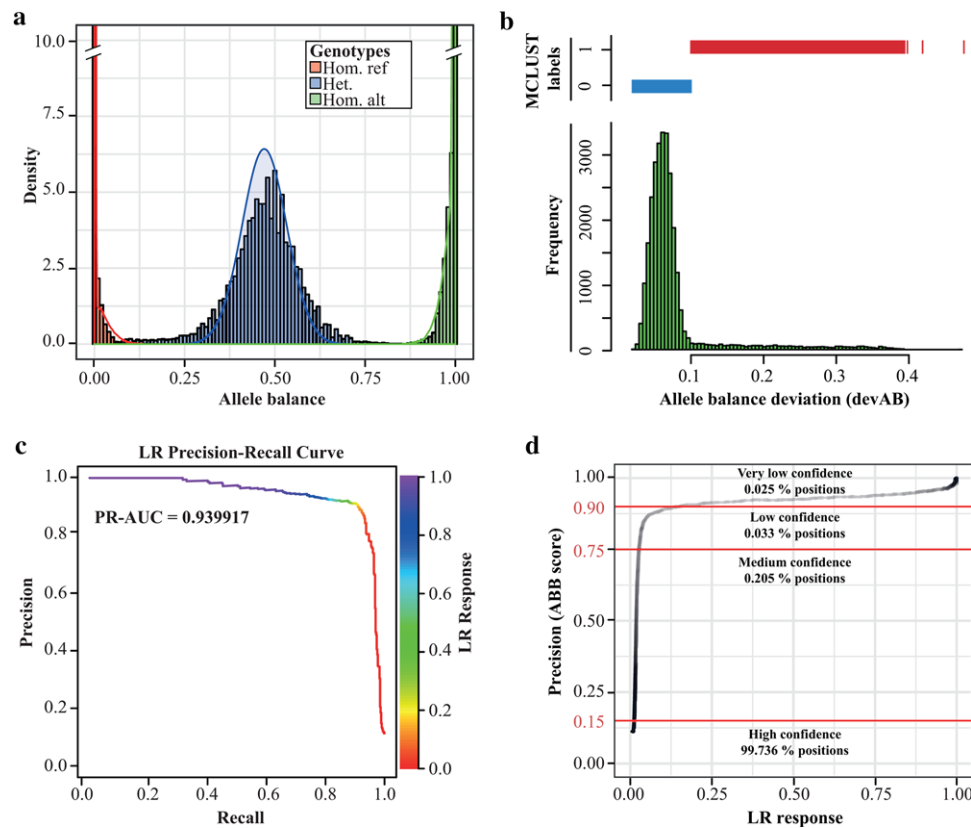 a
10.0
7.5
5.0
2.5
0.0
Density
Genotypes
Hom. ref
Het.
Hom. alt
0.00 0.25 0.50 0.75 1.00
Allele balance
b
MCLUST
labels
1
0
Frequency
3000
2000
1000
0
0.1 0.2 0.3 0.4
Allele balance deviation (devAB)
c
LR Precision-Recall Curve
PR-AUC = 0.939917
1.0
0.8
0.6
0.4
0.2
0.0
Precision
0.0 0.2 0.4 0.6 0.8 1.0
Recall
1.0
0.8
0.6
0.4
0.2
0.0
LR Response
d
1.00
0.90
0.75
0.50
0.25
0.15
0.00
Precision (ABB score)
Very low confidence
0.025 % positions
Low confidence
0.033 % positions
Medium confidence
0.205 % positions
High confidence
99.736 % positions
0.00 0.25 0.50 0.75 1.00
LR response